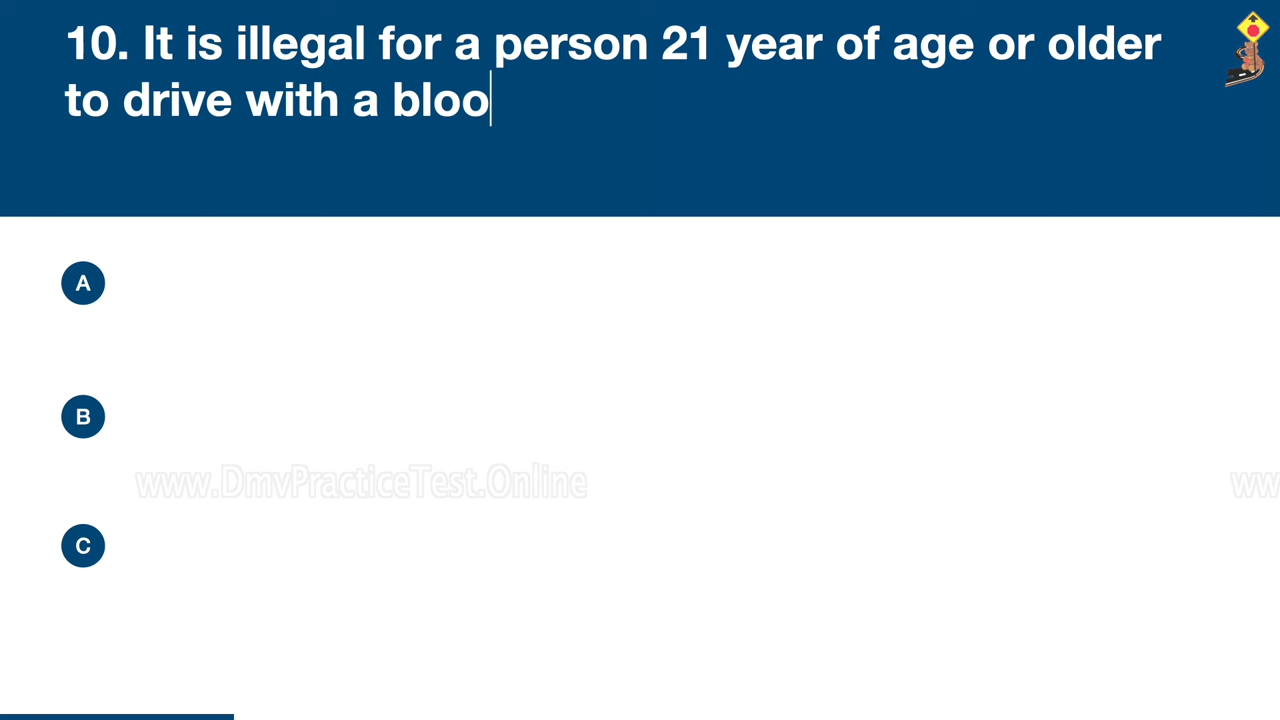 10. It is illegal for a person 21 year of age or older
to drive with a bloo
A
B
www.DmvPracticeTest.Online
ww
C